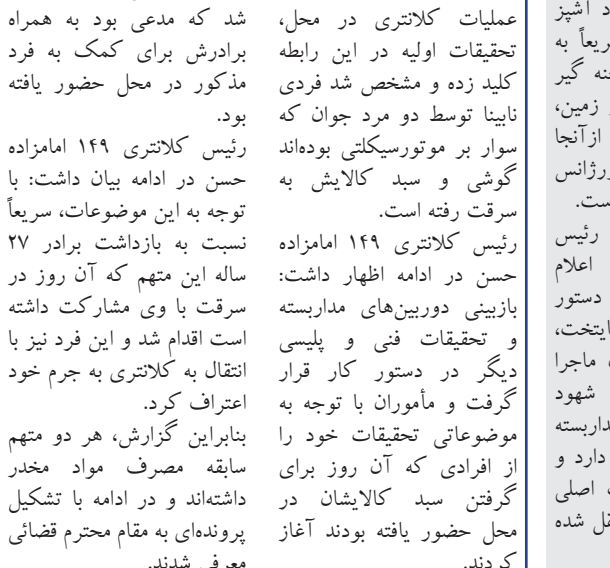 د آشپز
ریعاً به
زمین،
ازآنجا
ورژانس
ست.
رئیس
اعلام
دستور
ایتخت،
ماجرا
شهود
داربسته
دارد و
اصلی
قل شده
عملیات کلانتری در محل،
تحقیقات اولیه در این رابطه
کلید زده و مشخص شد فردی
نابینا توسط دو مرد جوان که
سوار بر موتورسیکلتی بوده‌اند
گوشی و سبد کالایش به
سرقت رفته است.
رئیس کلانتری ۱۴۹ امامزاده
حسن در ادامه اظهار داشت:
بازبینی دوربین‌های مداربسته
و تحقیقات فنی و پلیسی
دیگر در دستور کار قرار
گرفت و مأموران با توجه به
موضوعاتی تحقیقات خود را
از افرادی که آن روز برای
گرفتن سبد کالایشان در
محل حضور یافته بودند آغاز
کردند.
شد که مدعی بود به همراه
برادرش برای کمک به فرد
مذکور در محل حضور یافته
بود.
رئیس کلانتری ۱۴۹ امامزاده
حسن در ادامه بیان داشت: با
توجه به این موضوعات، سریعاً
نسبت به بازداشت برادر ۲۷
ساله این متهم که آن روز در
سرقت با وی مشارکت داشته
است اقدام شد و این فرد نیز با
انتقال به کلانتری به جرم خود
اعتراف کرد.
بنابراین گزارش، هر دو متهم
سابقه مصرف مواد مخدر
داشته‌اند و در ادامه با تشکیل
پرونده‌ای به مقام محترم قضائی
معرفی شدند.